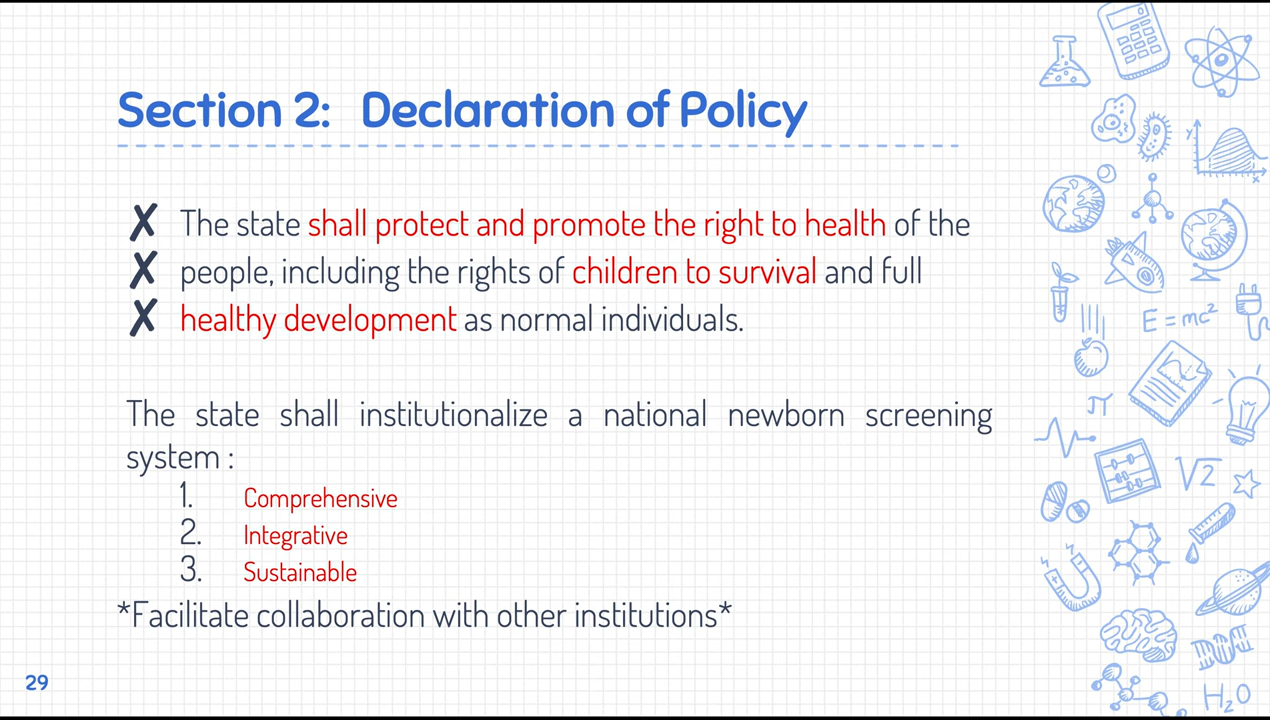 Section 2: Declaration of Policy
✗ The state shall protect and promote the right to health of the
✗ people, including the rights of children to survival and full
✗ healthy development as normal individuals.
The state shall institutionalize a national newborn screening
system :
1. Comprehensive
2. Integrative
3. Sustainable
*Facilitate collaboration with other institutions*
29
y
x
E = mc²
π
√2
H₂O